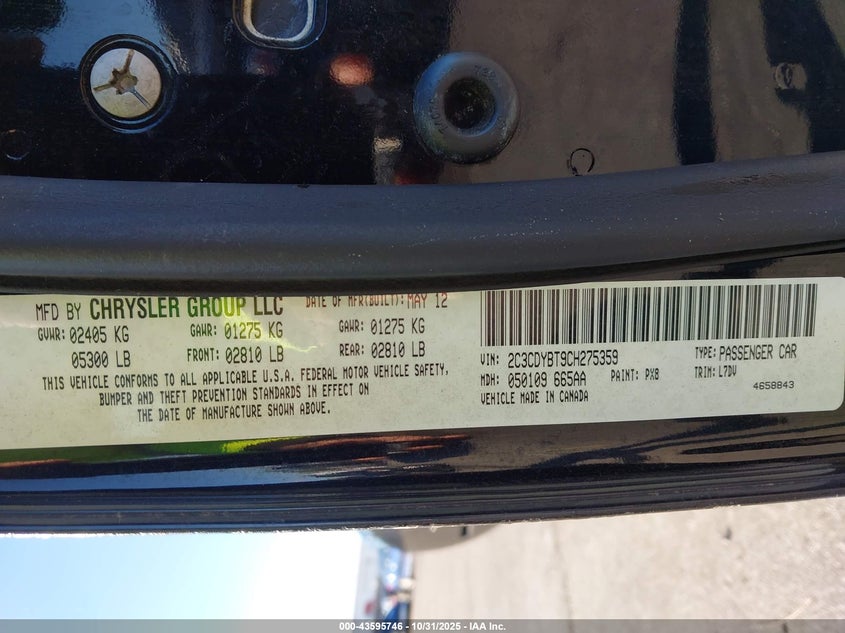 MFD BY CHRYSLER GROUP LLC DATE OF MFR(BUILT): MAY 12
GVWR: 02405 KG GAWR: 01275 KG GAWR: 01275 KG
05300 LB FRONT: 02810 LB REAR: 02810 LB
THIS VEHICLE CONFORMS TO ALL APPLICABLE U.S.A. FEDERAL MOTOR VEHICLE SAFETY,
BUMPER AND THEFT PREVENTION STANDARDS IN EFFECT ON
THE DATE OF MANUFACTURE SHOWN ABOVE.
VIN: 2C3CDYBT9CH275359 TYPE: PASSENGER CAR
MDH: 050109 665AA PAINT: PX8 TRIM: L7DV
VEHICLE MADE IN CANADA 4658843
000-43595746 - 10/31/2025 - IAA Inc.